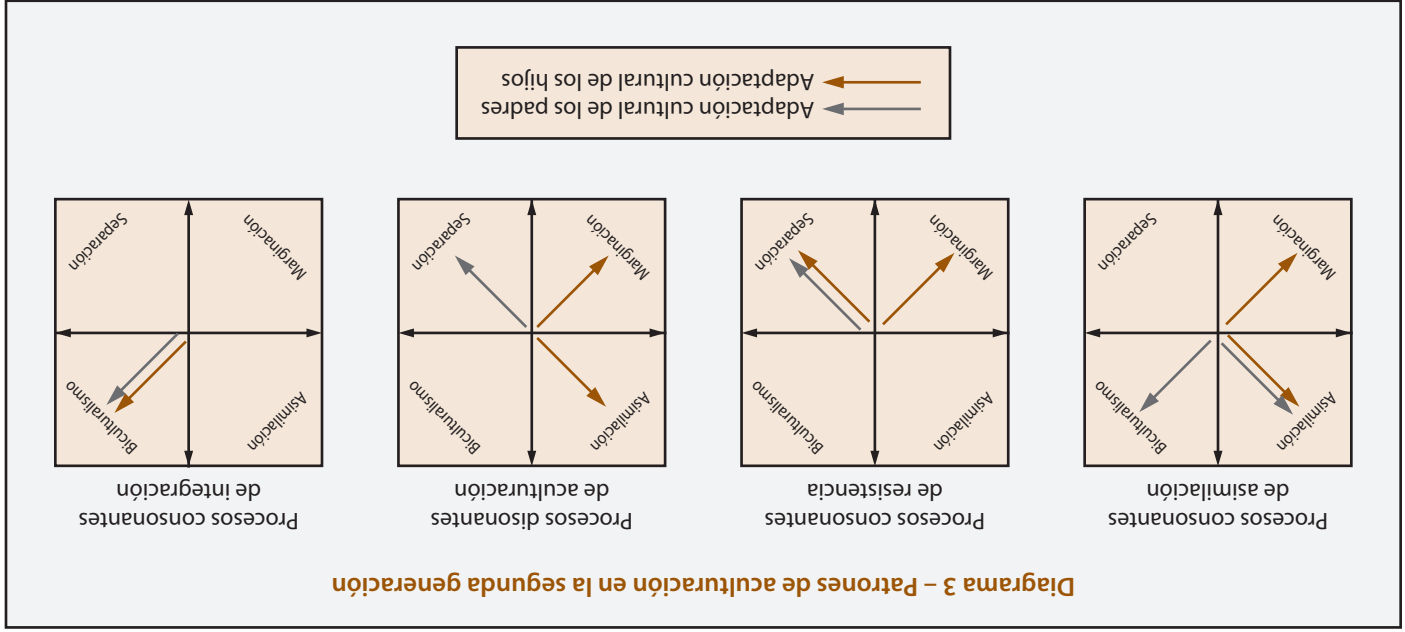 Diagrama 3 – Patrones de aculturación en la segunda generación
Procesos consonantes
de asimilación
Asimilación
Biculturalismo
Marginación
Separación
Procesos consonantes
de resistencia
Asimilación
Biculturalismo
Marginación
Separación
Procesos disonantes
de aculturación
Asimilación
Biculturalismo
Marginación
Separación
Procesos consonantes
de integración
Asimilación
Biculturalismo
Marginación
Separación
Adaptación cultural de los padres
Adaptación cultural de los hijos